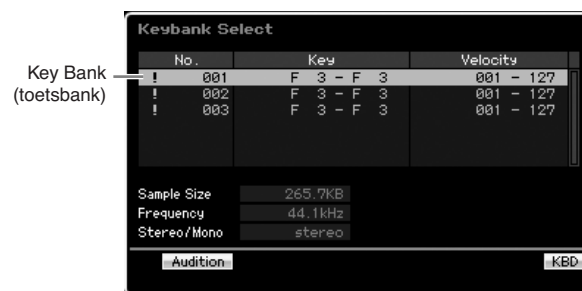 Keybank Select
No. Key Velocity
! 001 F 3 – F 3 001 – 127
! 002 F 3 – F 3 001 – 127
! 003 F 3 – F 3 001 – 127
Key Bank
(toetsbank)
Sample Size 265.7KB
Frequency 44.1kHz
Stereo/Mono stereo
Audition KBD